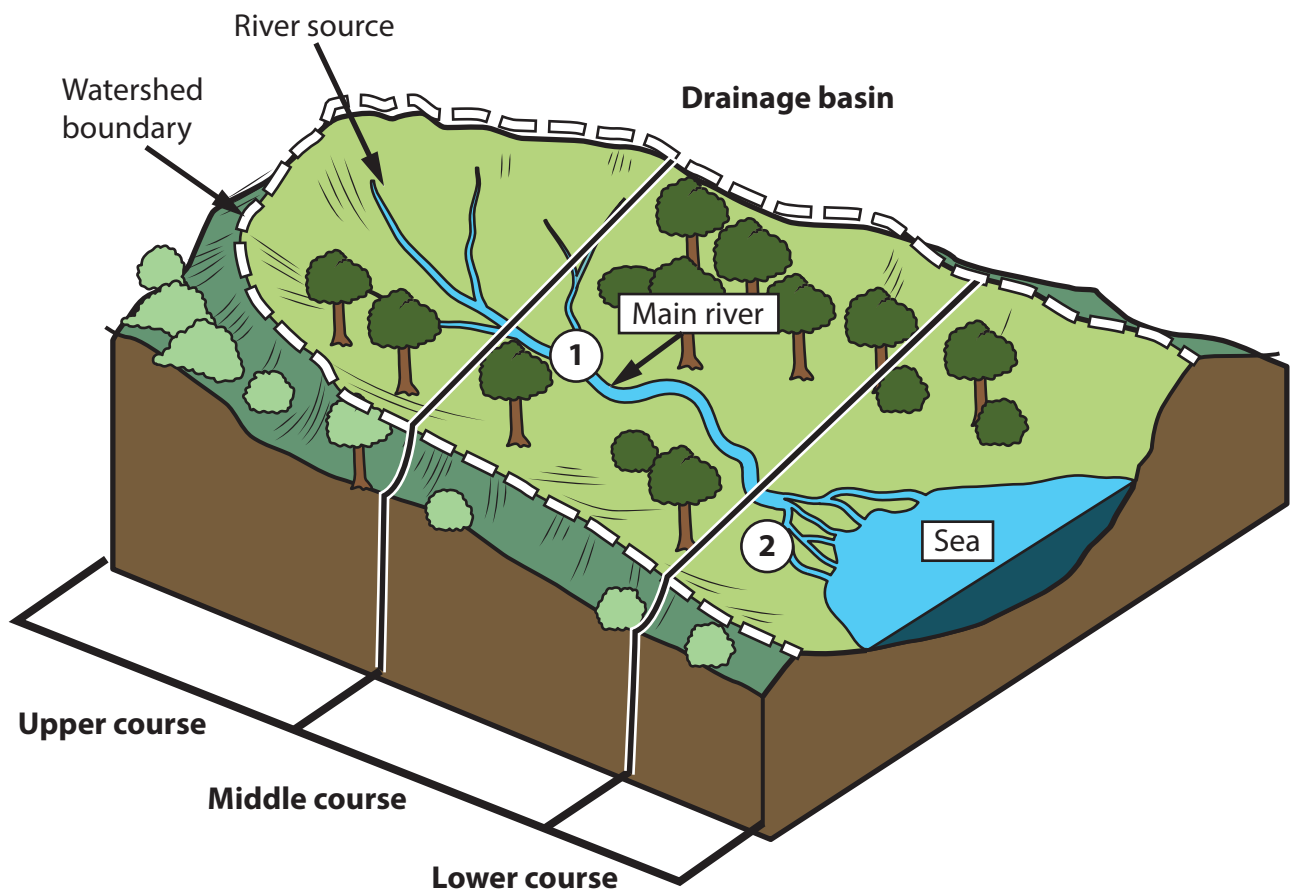 River source
Watershed
boundary
Drainage basin
Main river
1
2
Sea
Upper course
Middle course
Lower course